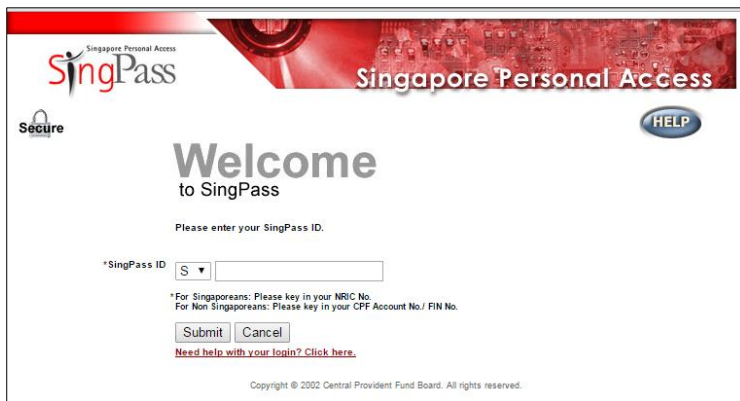 Singapore Personal Access
SingPass
Singapore Personal Access
Secure
HELP
Welcome
to SingPass
Please enter your SingPass ID.
*SingPass ID
S
*For Singaporeans: Please key in your NRIC No.
For Non Singaporeans: Please key in your CPF Account No./ FIN No.
Submit Cancel
Need help with your login? Click here.
Copyright © 2002 Central Provident Fund Board. All rights reserved.